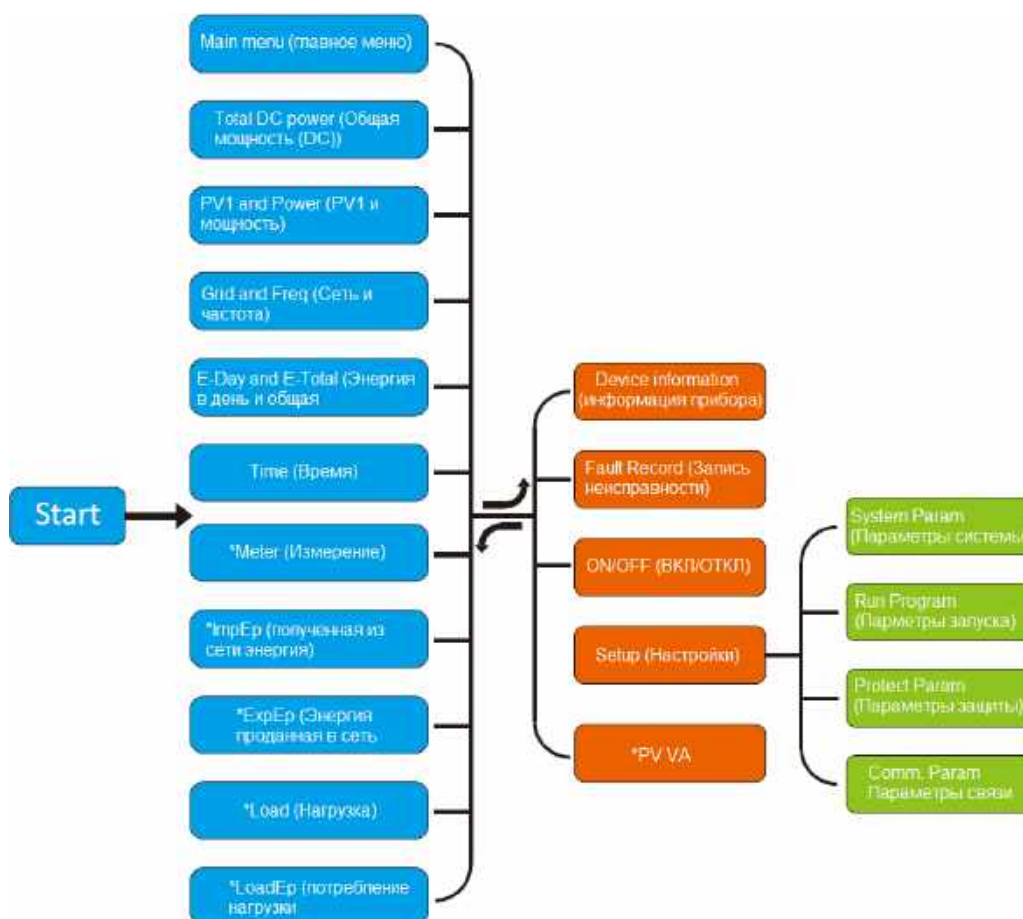 Main menu (главное меню)
Total DC power (Общая
мощность (DC))
PV1 and Power (PV1 и
мощность)
Grid and Freq (Сеть и
частота)
E-Day and E-Total (Энергия
в день и общая
Time (Время)
Start
*Meter (Измерение)
*ImpEp (полученная из
сети энергия)
*ExpEp (Энергия
проданная в сеть
*Load (Нагрузка)
*LoadEp (потребление
нагрузки
Device information
(информация прибора)
Fault Record (Запись
неисправности)
ON/OFF (ВКЛ/ОТКЛ)
Setup (Настройки)
*PV VA
System Param
(Параметры системы
Run Program
(Парметры запуска)
Protect Param
(Параметры защиты)
Comm. Param
Параметры связи